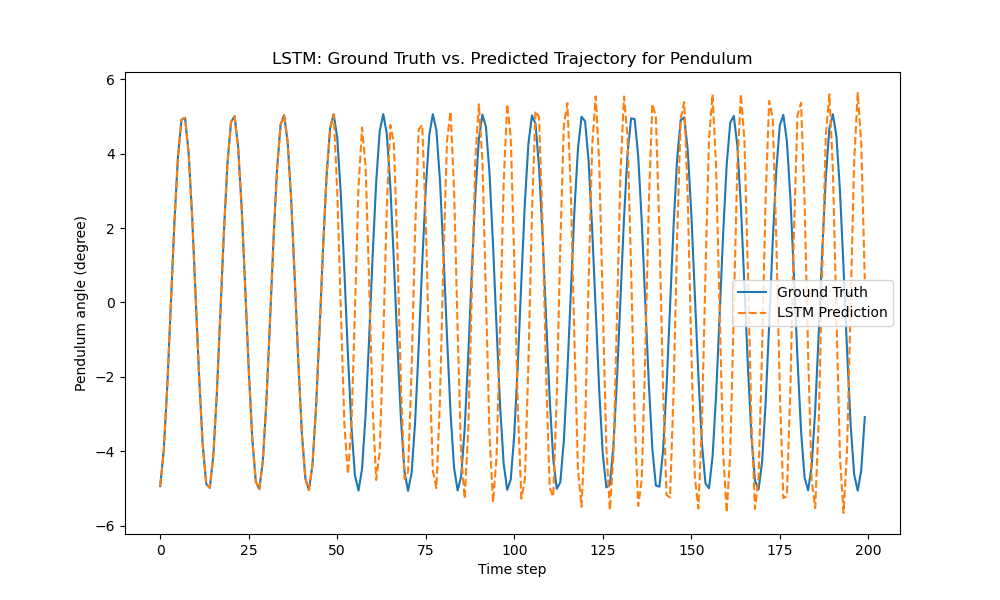 LSTM: Ground Truth vs. Predicted Trajectory for Pendulum
6
4
2
0
−2
−4
−6
Pendulum angle (degree)
Ground Truth
LSTM Prediction
0 25 50 75 100 125 150 175 200
Time step